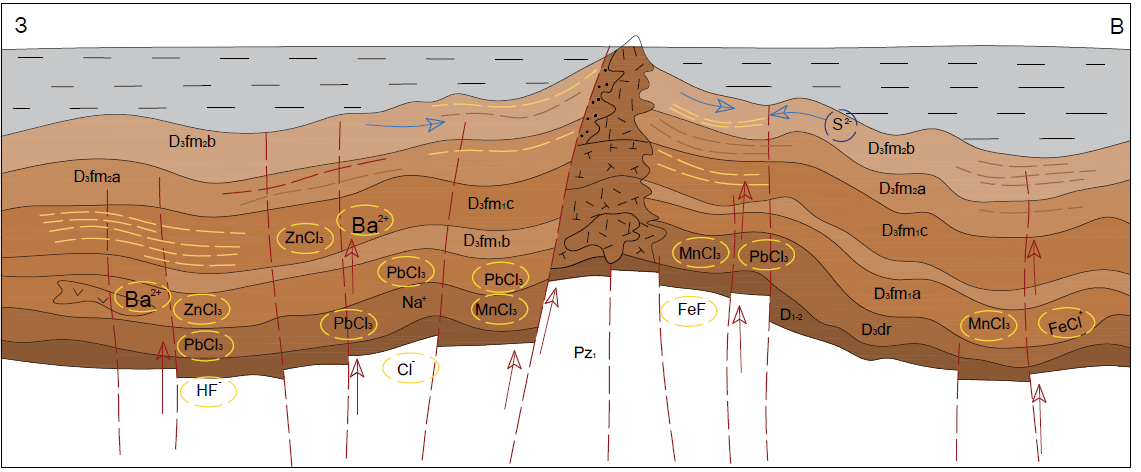 З
В
S²⁻
D₃fm₂b
D₃fm₂b
D₃fm₂a
D₃fm₂a
D₃fm₁c
Ba²⁺
D₃fm₁c
ZnCl₃
D₃fm₁b
MnCl₃
PbCl₃
PbCl₃
PbCl₃
Ba²⁺
D₃fm₁a
Na⁺
ZnCl₃
MnCl₃
FeF
D₁₋₂
PbCl₃
MnCl₃
FeCl⁺
D₃dr
PbCl₃
Pz₁
Cl⁻
HF⁻